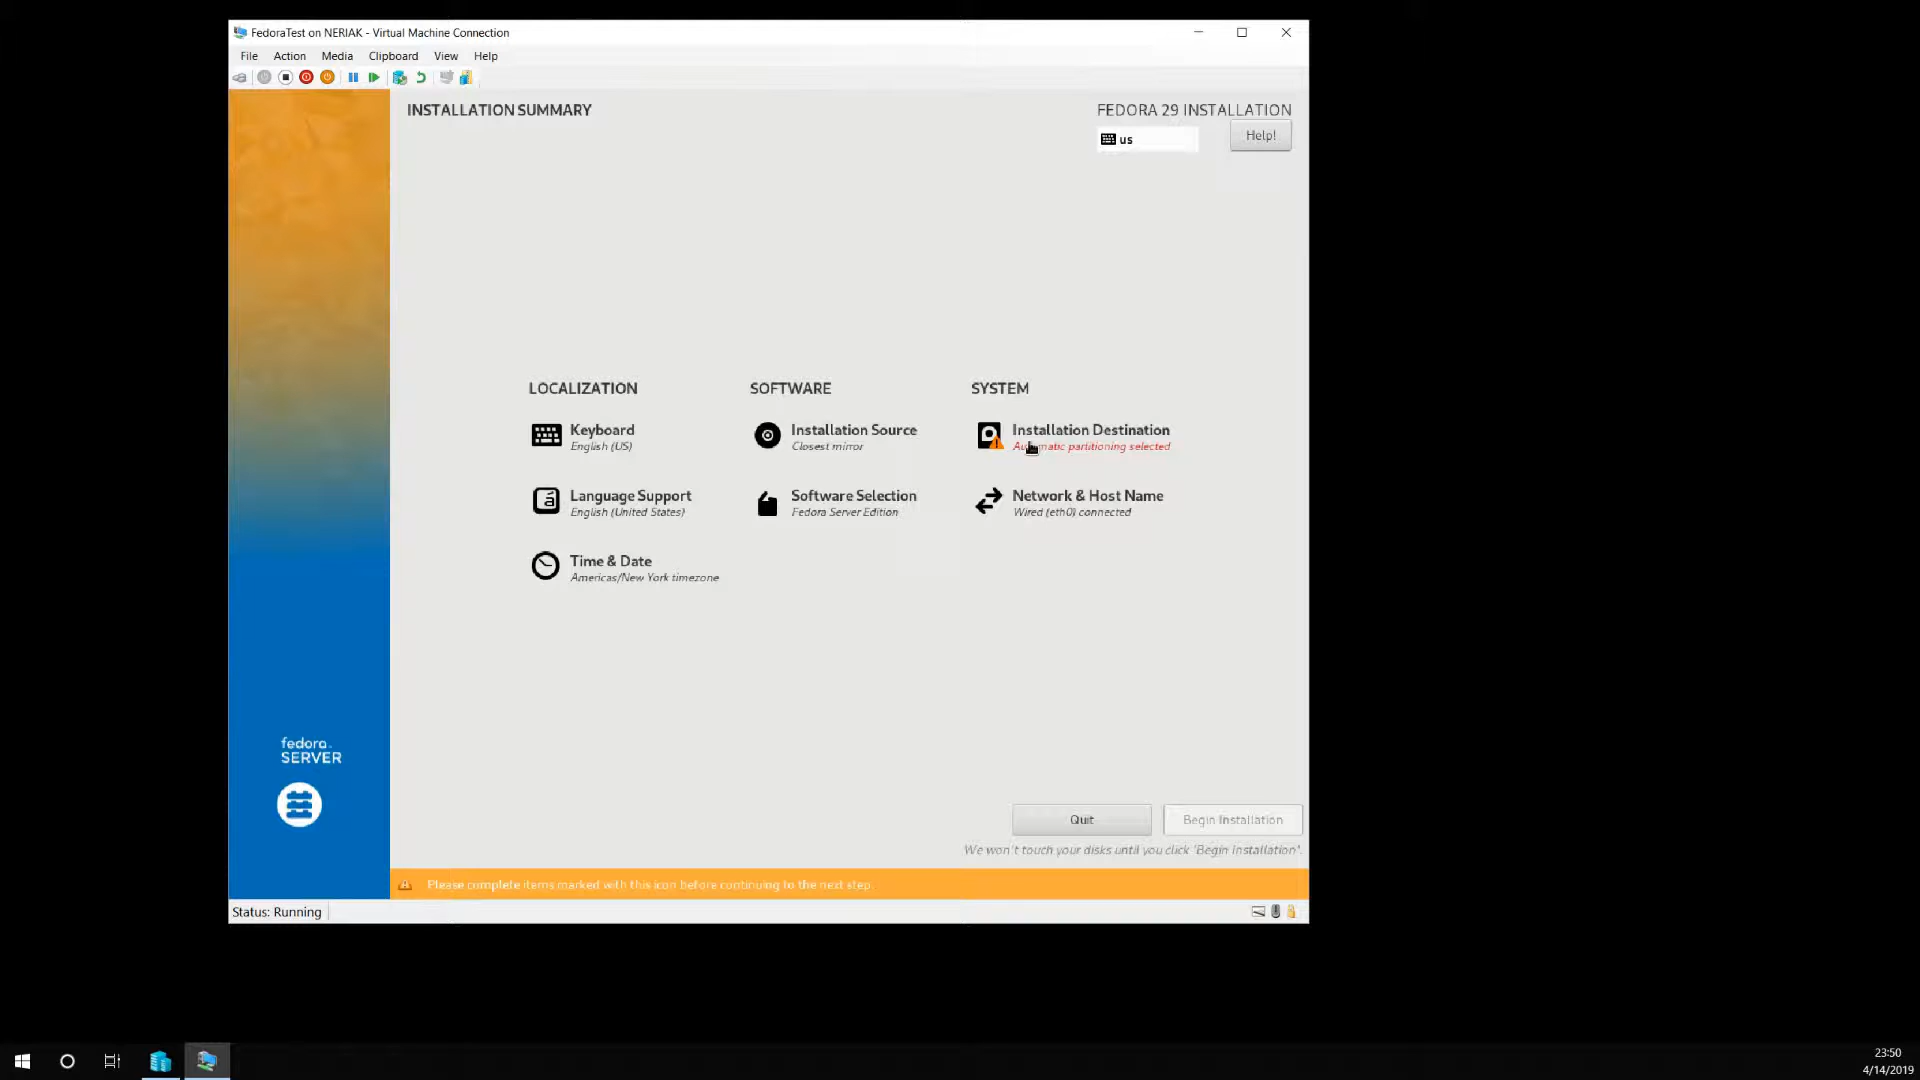 FedoraTest on NERIAK - Virtual Machine Connection
File Action Media Clipboard View Help
INSTALLATION SUMMARY
FEDORA 29 INSTALLATION
us
Help!
LOCALIZATION
Keyboard
English (US)
Language Support
English (United States)
Time & Date
Americas/New York timezone
SOFTWARE
Installation Source
Closest mirror
Software Selection
Fedora Server Edition
SYSTEM
Installation Destination
Automatic partitioning selected
Network & Host Name
Wired (eth0) connected
fedora
SERVER
Quit
Begin Installation
We won't touch your disks until you click 'Begin Installation'.
Please complete items marked with this icon before continuing to the next step.
Status: Running
23:50
4/14/2019